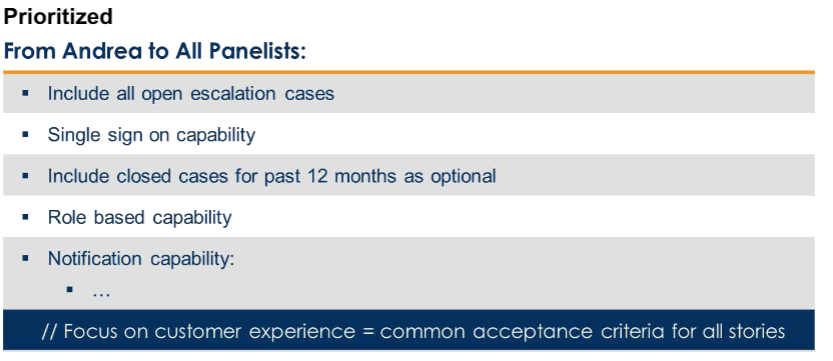 Prioritized
From Andrea to All Panelists:
▪ Include all open escalation cases
▪ Single sign on capability
▪ Include closed cases for past 12 months as optional
▪ Role based capability
▪ Notification capability:
▪ …
// Focus on customer experience = common acceptance criteria for all stories